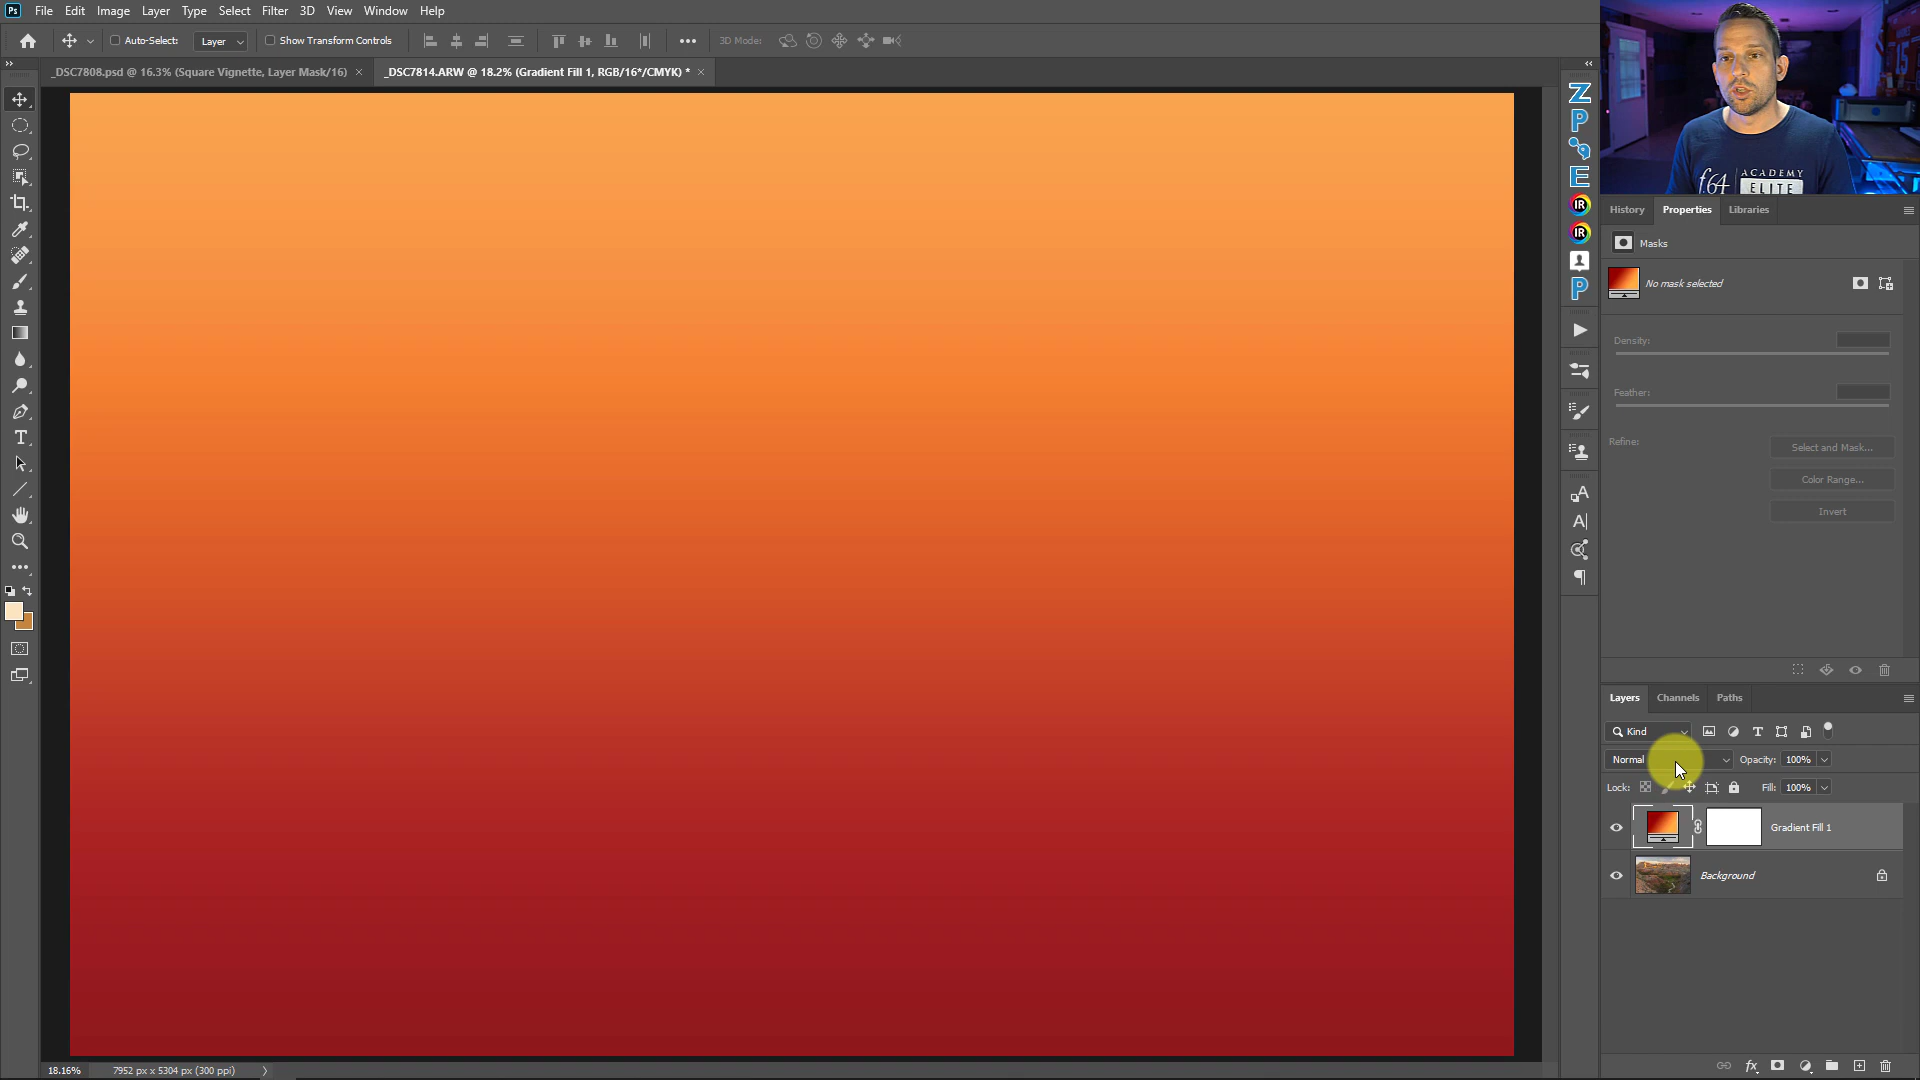 Ps File Edit Image Layer Type Select Filter 3D View Window Help
Auto-Select: Layer Show Transform Controls 3D Mode:
_DSC7808.psd @ 16.3% (Square Vignette, Layer Mask/16) × _DSC7814.ARW @ 18.2% (Gradient Fill 1, RGB/16*/CMYK) * ×
Z
P
E
IR
IR
P
A
A
f64 ACADEMY
ELITE
History Properties Libraries
Masks
No mask selected
Density:
Feather:
Refine: Select and Mask...
Color Range...
Invert
Layers Channels Paths
Kind
Normal Opacity: 100%
Lock: Fill: 100%
Gradient Fill 1
Background
18.16% 7952 px x 5304 px (300 ppi)